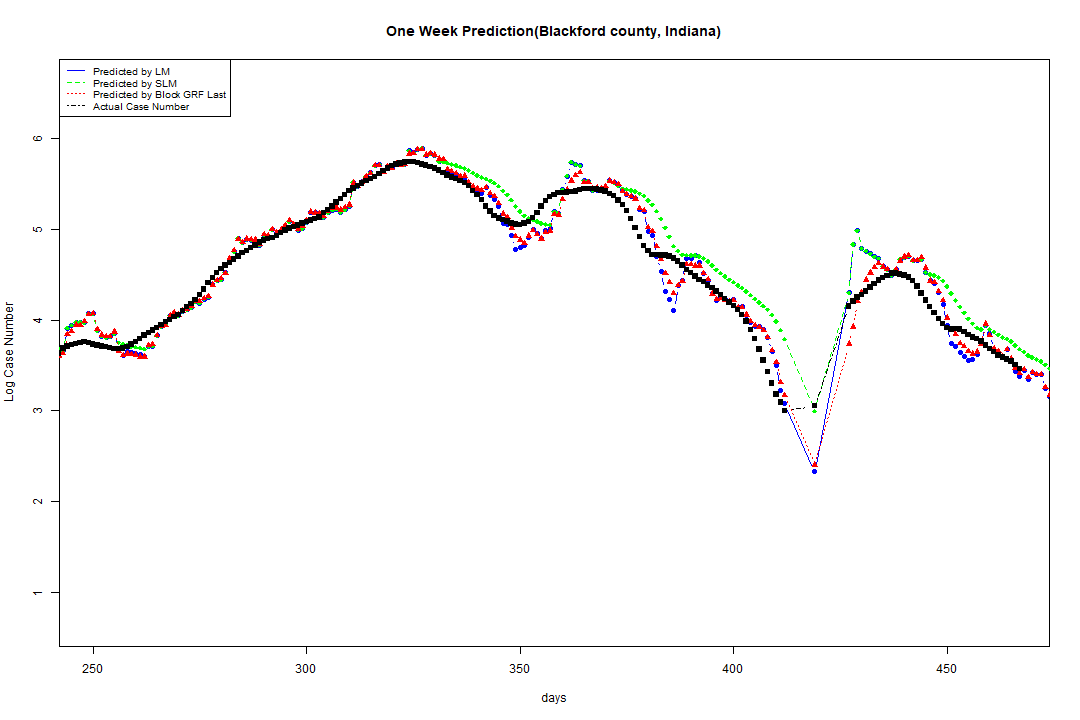 One Week Prediction(Blackford county, Indiana)
Predicted by LM
Predicted by SLM
Predicted by Block GRF Last
Actual Case Number
6
5
4
3
2
1
Log Case Number
250 300 350 400 450
days